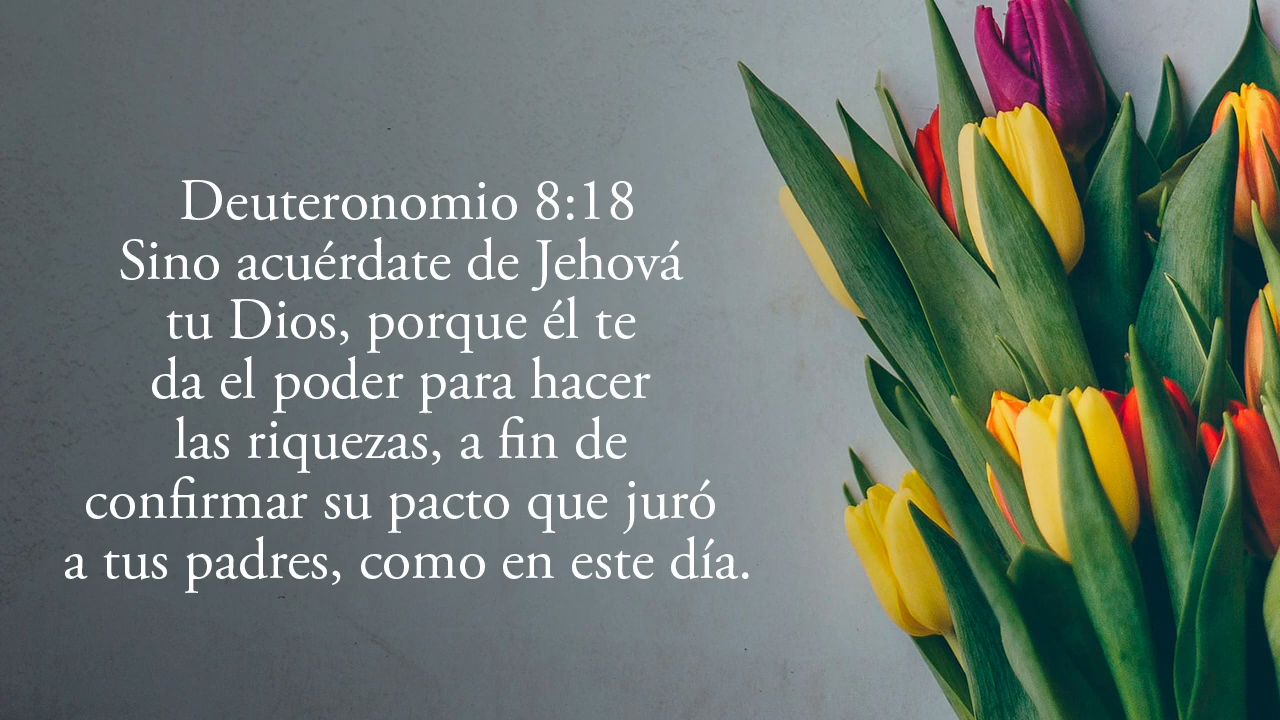 Deuteronomio 8:18
Sino acuérdate de Jehová
tu Dios, porque él te
da el poder para hacer
las riquezas, a fin de
confirmar su pacto que juró
a tus padres, como en este día.